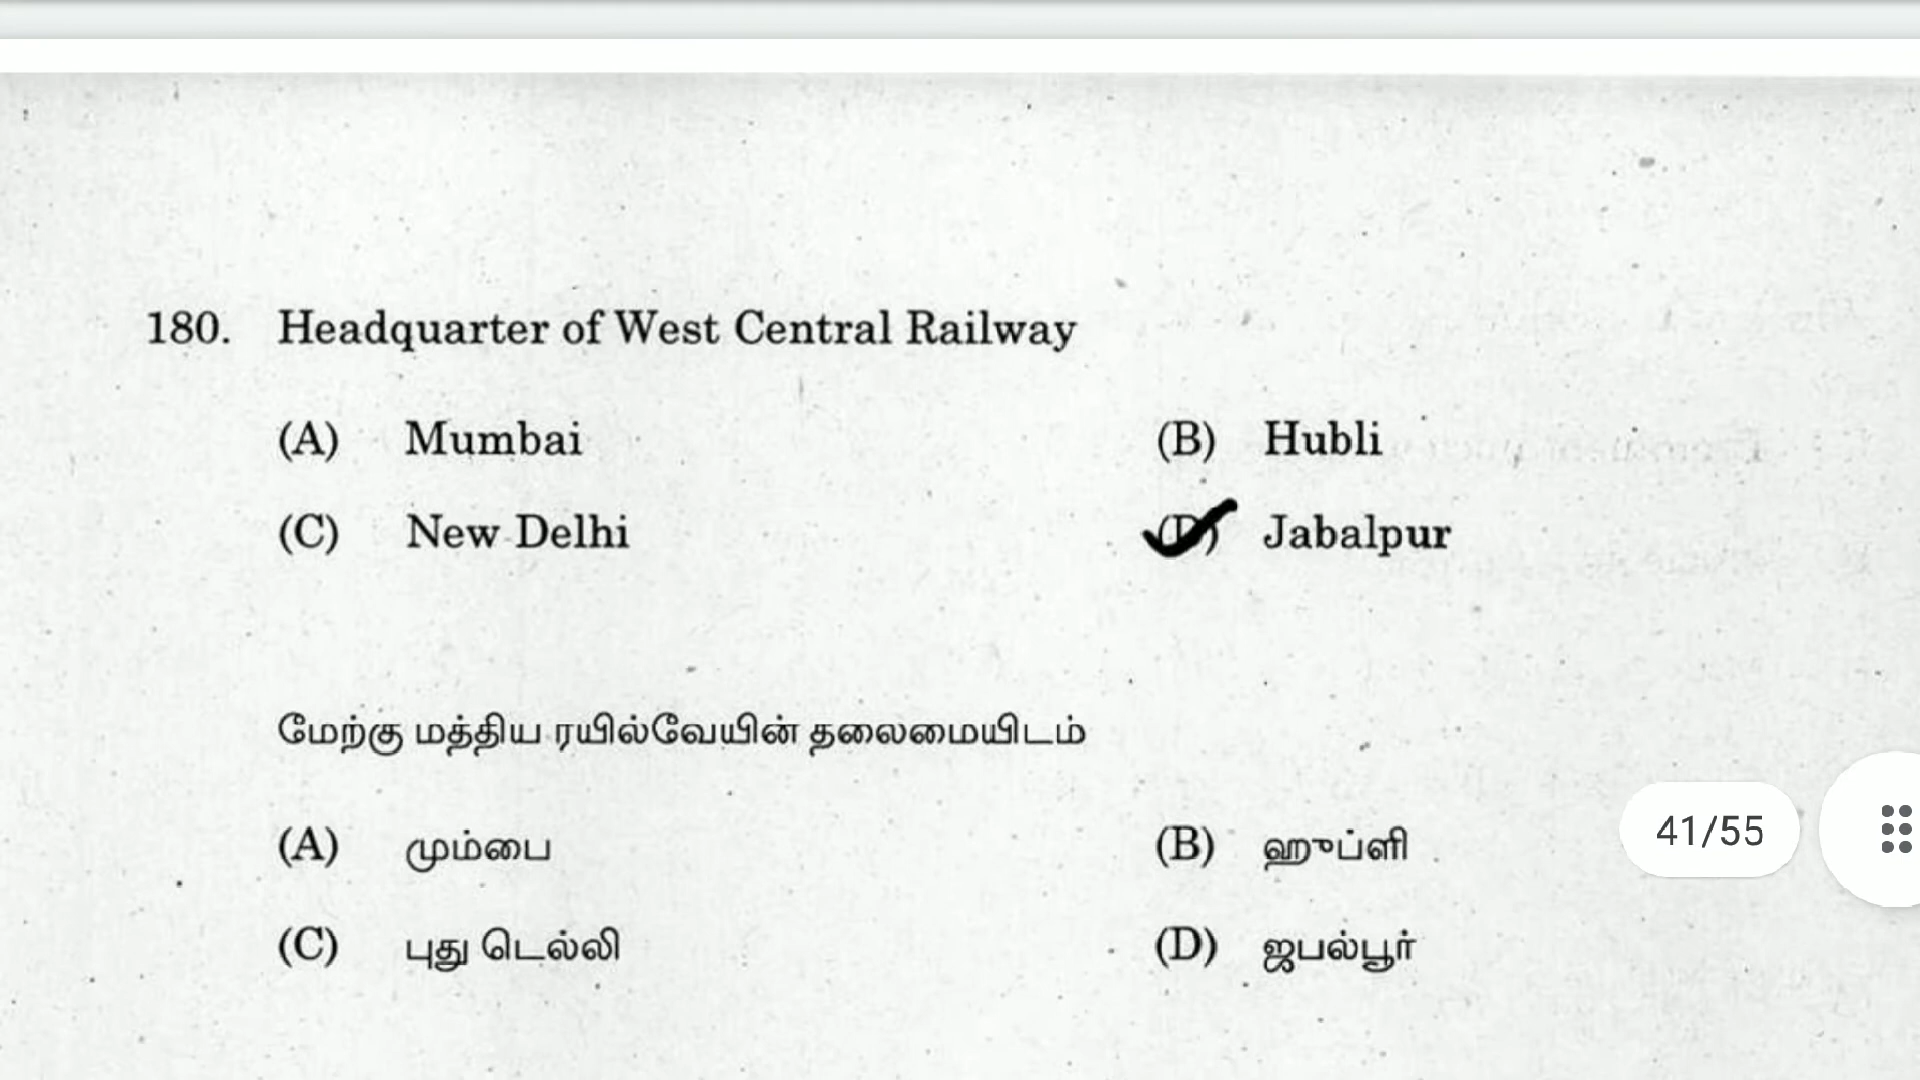 180. Headquarter of West Central Railway
(A) Mumbai (B) Hubli
(C) New Delhi (D) Jabalpur
மேற்கு மத்திய ரயில்வேயின் தலைமையிடம்
(A) மும்பை (B) ஹுப்ளி
41/55
(C) புது டெல்லி (D) ஜபல்பூர்